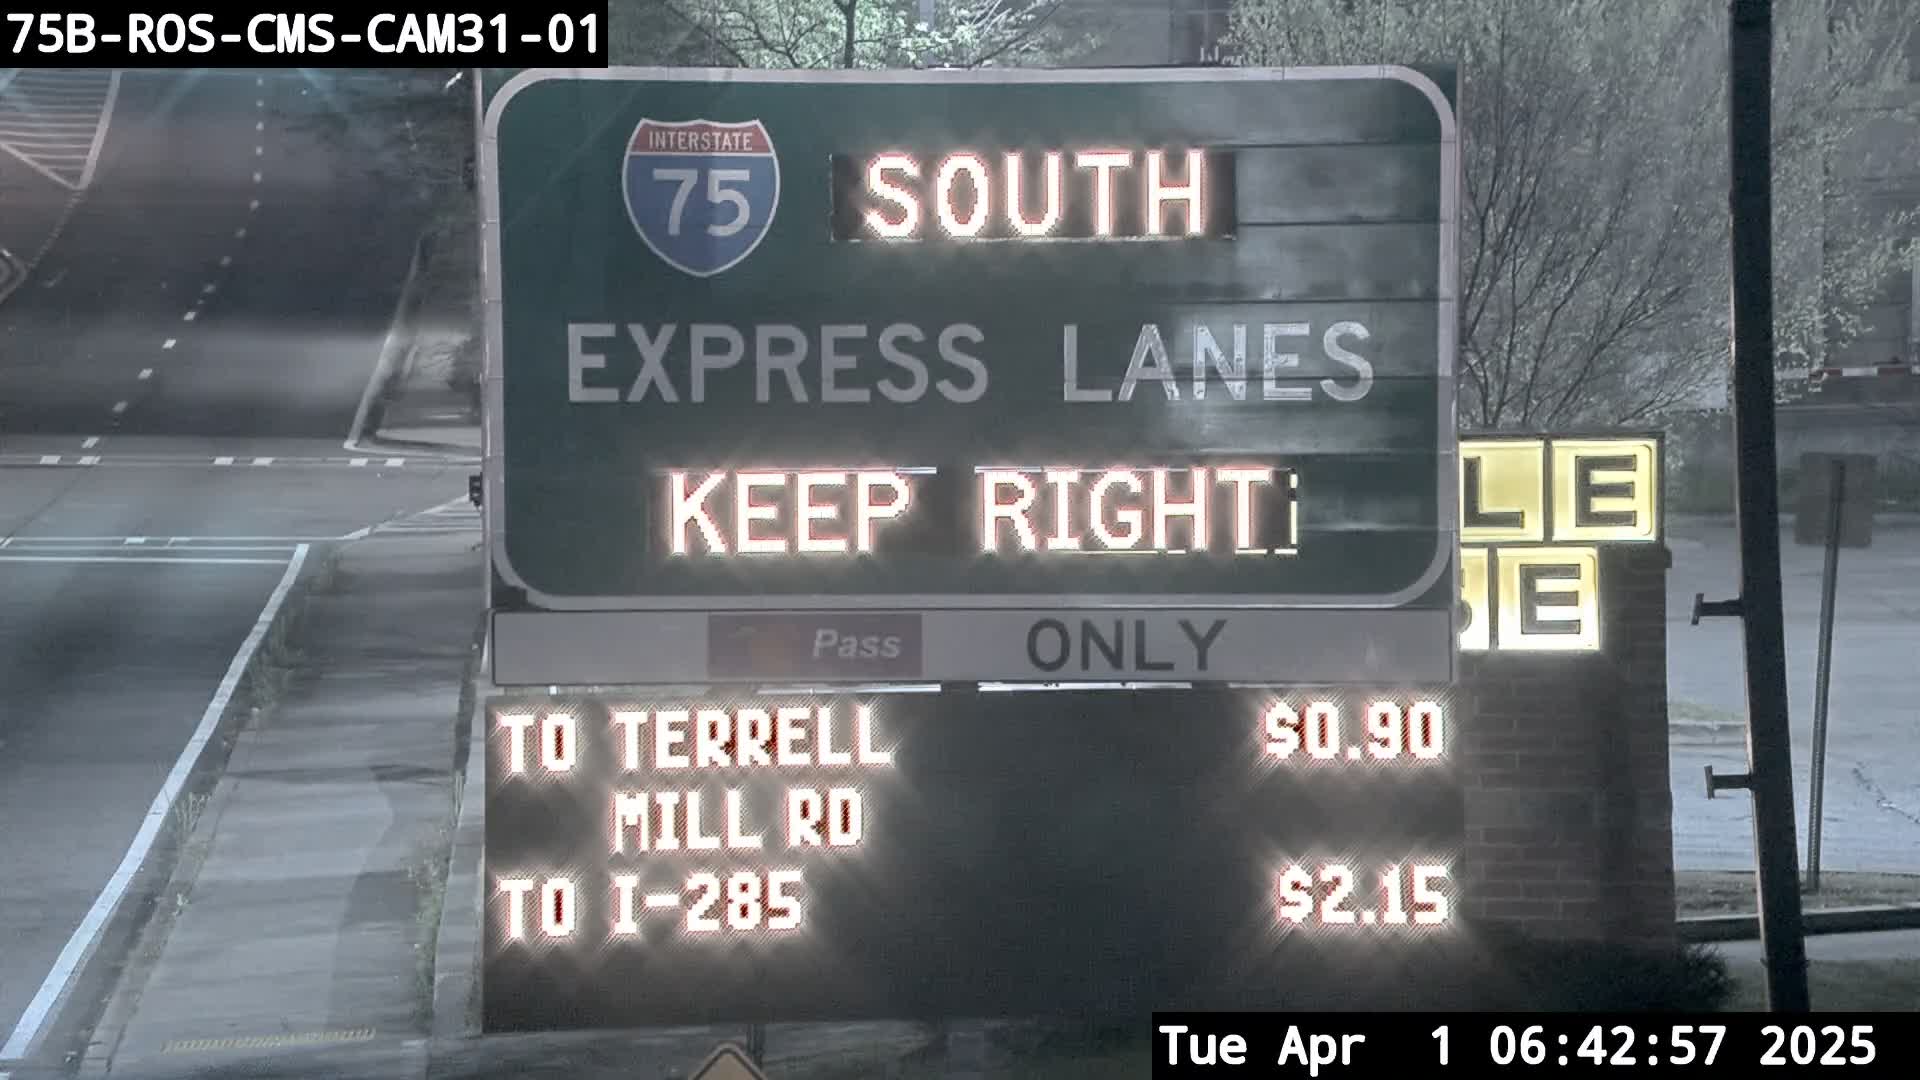 75B-ROS-CMS-CAM31-01
INTERSTATE
75
SOUTH
EXPRESS LANES
KEEP RIGHT
LE
E
Pass ONLY
TO TERRELL $0.90
MILL RD
TO I-285 $2.15
Tue Apr 1 06:42:57 2025